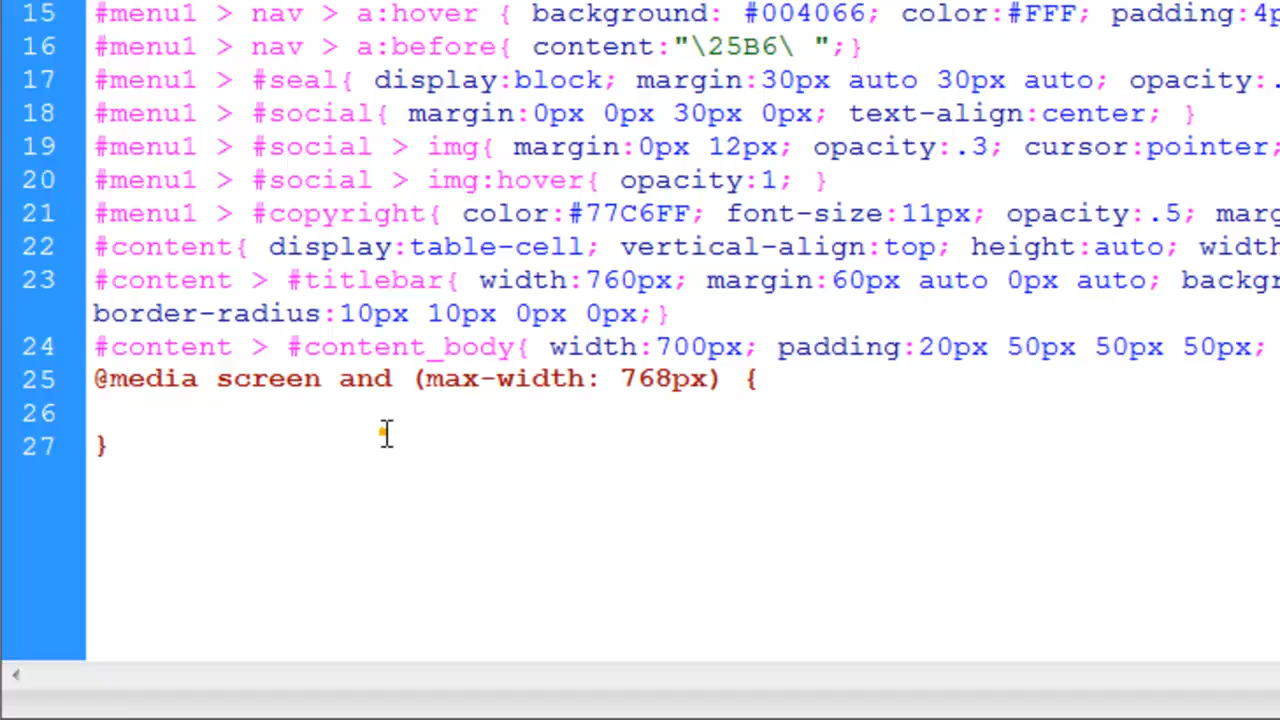 15 #menu1 > nav > a:hover { background: #004066; color:#FFF; padding:4p
16 #menu1 > nav > a:before{ content:"\25B6\ ";}
17 #menu1 > #seal{ display:block; margin:30px auto 30px auto; opacity:.
18 #menu1 > #social{ margin:0px 0px 30px 0px; text-align:center; }
19 #menu1 > #social > img{ margin:0px 12px; opacity:.3; cursor:pointer;
20 #menu1 > #social > img:hover{ opacity:1; }
21 #menu1 > #copyright{ color:#77C6FF; font-size:11px; opacity:.5; marg
22 #content{ display:table-cell; vertical-align:top; height:auto; width
23 #content > #titlebar{ width:760px; margin:60px auto 0px auto; backgr
border-radius:10px 10px 0px 0px;}
24 #content > #content_body{ width:700px; padding:20px 50px 50px 50px;
25 @media screen and (max-width: 768px) {
26
27 }